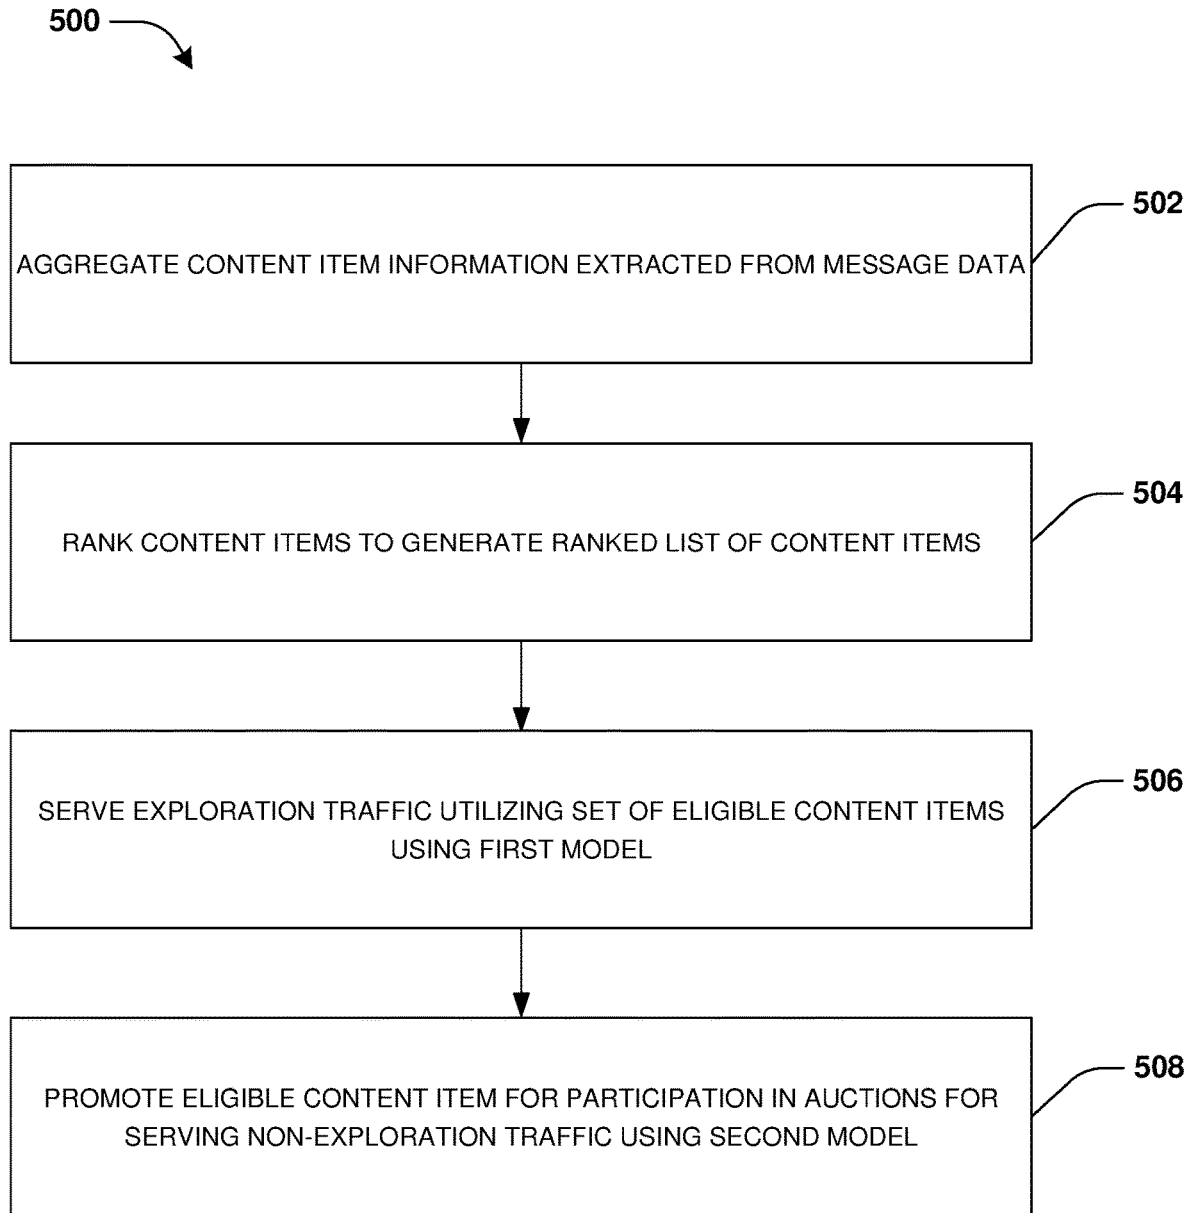 500
502
AGGREGATE CONTENT ITEM INFORMATION EXTRACTED FROM MESSAGE DATA
504
RANK CONTENT ITEMS TO GENERATE RANKED LIST OF CONTENT ITEMS
506
SERVE EXPLORATION TRAFFIC UTILIZING SET OF ELIGIBLE CONTENT ITEMS
USING FIRST MODEL
508
PROMOTE ELIGIBLE CONTENT ITEM FOR PARTICIPATION IN AUCTIONS FOR
SERVING NON-EXPLORATION TRAFFIC USING SECOND MODEL